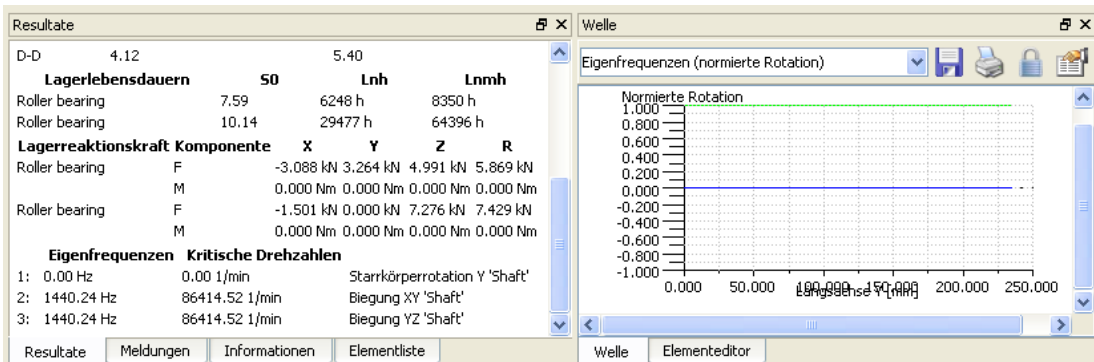 Resultate
D-D 4.12 5.40
Lagerlebensdauern S0 Lnh Lnmh
Roller bearing 7.59 6248 h 8350 h
Roller bearing 10.14 29477 h 64396 h
Lagerreaktionskraft Komponente X Y Z R
Roller bearing F -3.088 kN 3.264 kN 4.991 kN 5.869 kN
M 0.000 Nm 0.000 Nm 0.000 Nm 0.000 Nm
Roller bearing F -1.501 kN 0.000 kN 7.276 kN 7.429 kN
M 0.000 Nm 0.000 Nm 0.000 Nm 0.000 Nm
Eigenfrequenzen Kritische Drehzahlen
1: 0.00 Hz 0.00 1/min Starrkörperrotation Y 'Shaft'
2: 1440.24 Hz 86414.52 1/min Biegung XY 'Shaft'
3: 1440.24 Hz 86414.52 1/min Biegung YZ 'Shaft'
Resultate Meldungen Informationen Elementliste
Welle
Eigenfrequenzen (normierte Rotation)
Normierte Rotation
1.000
0.800
0.600
0.400
0.200
0.000
-0.200
-0.400
-0.600
-0.800
-1.000
0.000 50.000 100.000 150.000 200.000 250.000
Längsachse Y [mm]
Welle Elementeditor